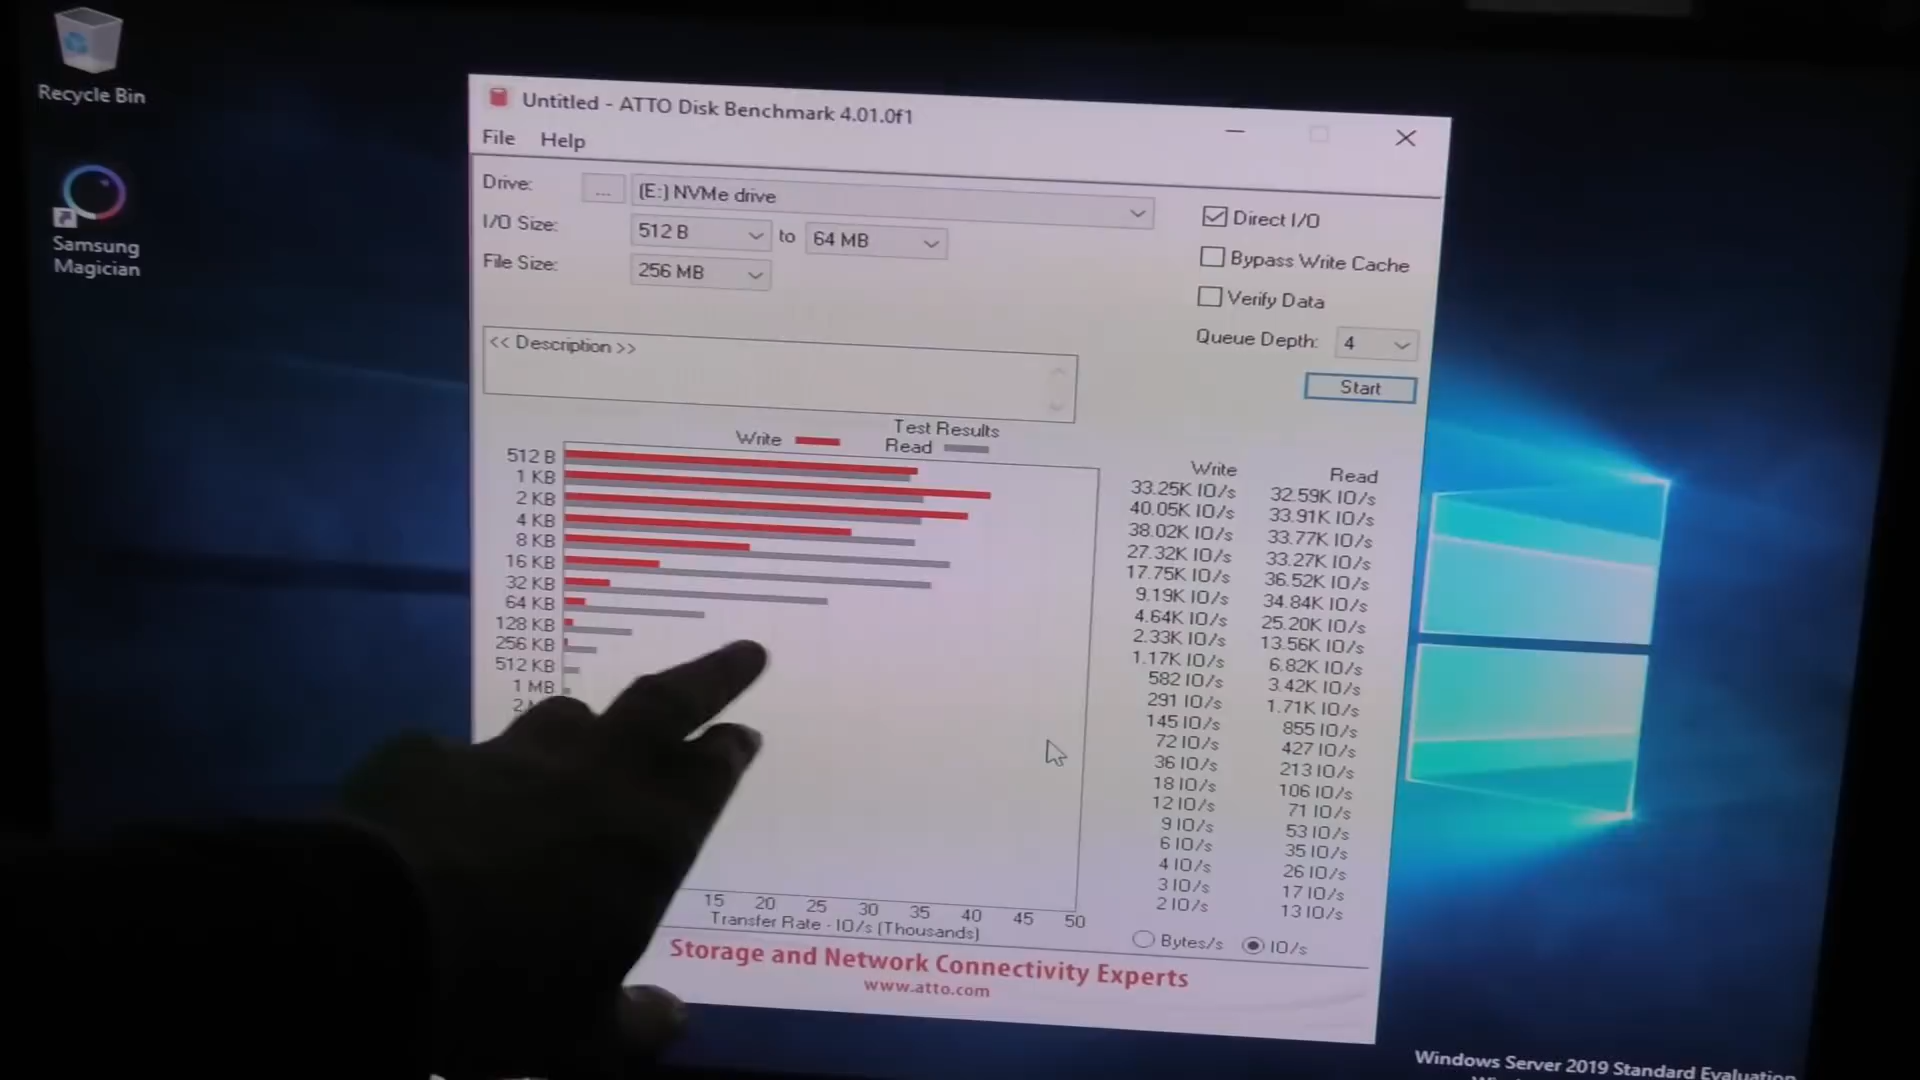 Recycle Bin
Samsung
Magician
Untitled - ATTO Disk Benchmark 4.01.0f1
File Help
Drive: ... (E:) NVMe drive
I/O Size: 512 B to 64 MB
File Size: 256 MB
Direct I/O
Bypass Write Cache
Verify Data
Queue Depth: 4
Start
<< Description >>
Test Results
Write Read
Write Read
512 B 33.25K IO/s 32.59K IO/s
1 KB 40.05K IO/s 33.91K IO/s
2 KB 38.02K IO/s 33.77K IO/s
4 KB 27.32K IO/s 33.27K IO/s
8 KB 17.75K IO/s 36.52K IO/s
16 KB 9.19K IO/s 34.84K IO/s
32 KB 4.64K IO/s 25.20K IO/s
64 KB 2.33K IO/s 13.56K IO/s
128 KB 1.17K IO/s 6.82K IO/s
256 KB 582 IO/s 3.42K IO/s
512 KB 291 IO/s 1.71K IO/s
1 MB 145 IO/s 855 IO/s
2 72 IO/s 427 IO/s
36 IO/s 213 IO/s
18 IO/s 106 IO/s
12 IO/s 71 IO/s
9 IO/s 53 IO/s
6 IO/s 35 IO/s
4 IO/s 26 IO/s
3 IO/s 17 IO/s
2 IO/s 13 IO/s
15 20 25 30 35 40 45 50
Transfer Rate - IO/s (Thousands)
Bytes/s IO/s
Storage and Network Connectivity Experts
www.atto.com
Windows Server 2019 Standard Evaluation